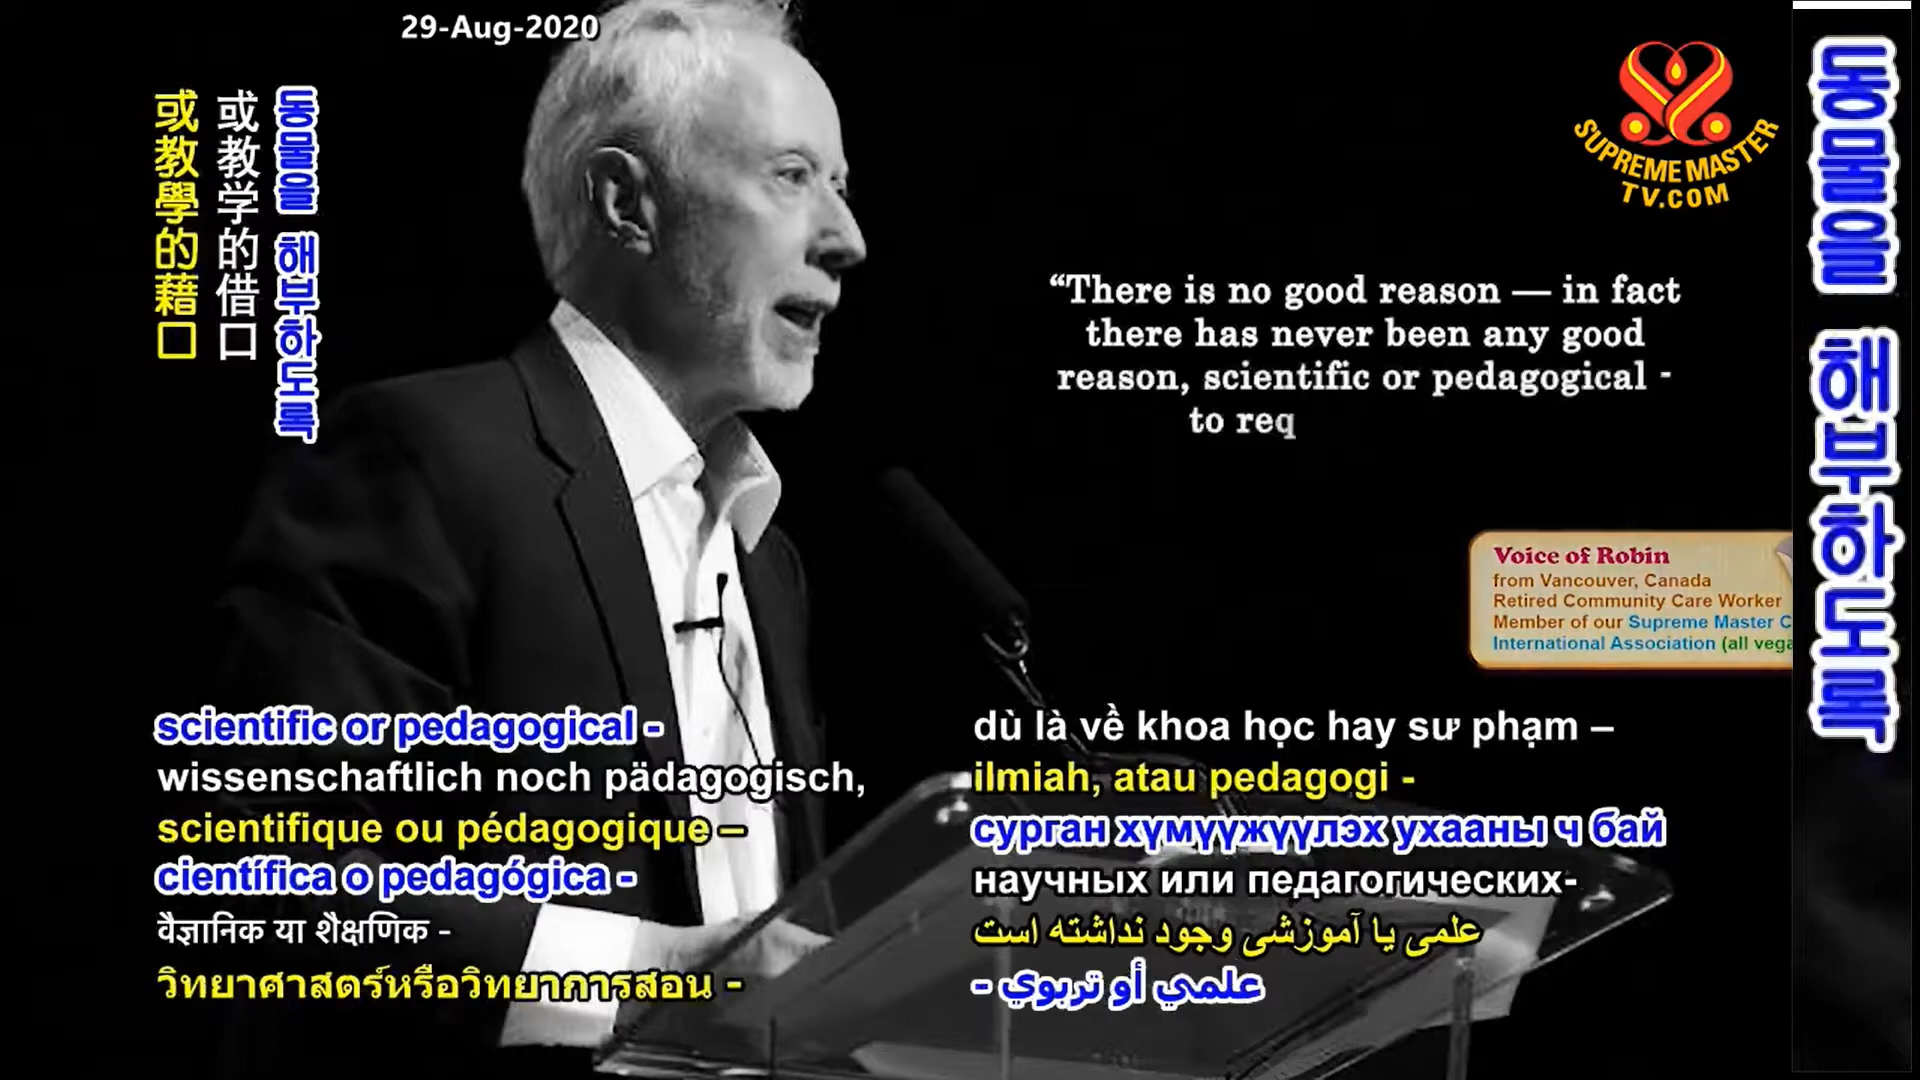 29-Aug-2020
동물을 해부하도록
或教学的借口
或教學的藉口
SUPREME MASTER
TV.COM
동물을 해부하도록
“There is no good reason — in fact
there has never been any good
reason, scientific or pedagogical -
to req
Voice of Robin
from Vancouver, Canada
Retired Community Care Worker
Member of our Supreme Master C
International Association (all vega
scientific or pedagogical -
wissenschaftlich noch pädagogisch,
scientifique ou pédagogique –
científica o pedagógica -
वैज्ञानिक या शैक्षणिक -
วิทยาศาสตร์หรือวิทยาการสอน -
dù là về khoa học hay sư phạm –
ilmiah, atau pedagogi -
сурган хүмүүжүүлэх ухааны ч бай
научных или педагогических-
علمی یا آموزشی وجود نداشته است
علمي أو تربوي -